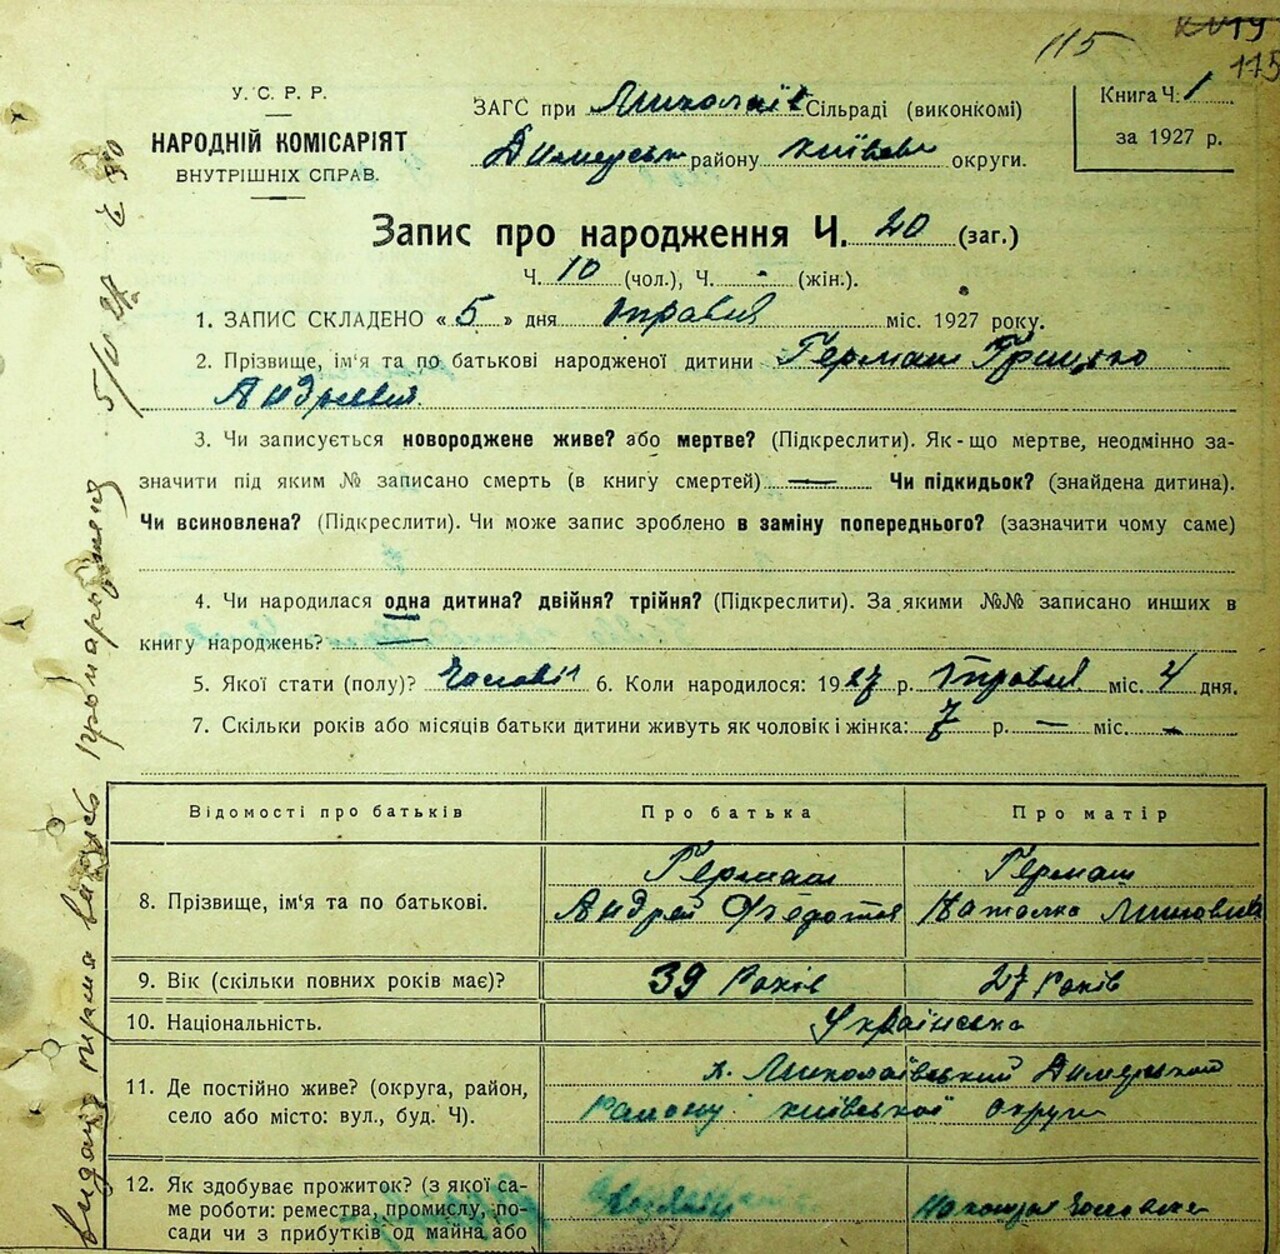 115
115
У. С. Р. Р.
НАРОДНІЙ КОМІСАРІЯТ
ВНУТРІШНІХ СПРАВ.
ЗАГС при Миколаїв Сільраді (виконкомі)
Димерськ району Київськ округи.
Книга Ч. 1
за 1927 р.
Запис про народження Ч. 20 (заг.)
Ч. 10 (чол.), Ч. - (жін.).
1. ЗАПИС СКЛАДЕНО « 5 » дня травня міс. 1927 року.
2. Прізвище, ім'я та по батькові народженої дитини Герман Грицько
Андрієвич
3. Чи записується новороджене живе? або мертве? (Підкреслити). Як-що мертве, неодмінно за-
значити під яким № записано смерть (в книгу смертей) — Чи підкидьок? (знайдена дитина).
Чи всиновлена? (Підкреслити). Чи може запис зроблено в заміну попереднього? (зазначити чому саме)
4. Чи народилася одна дитина? двійня? трійня? (Підкреслити). За якими №№ записано инших в
книгу народжень? —
5. Якої стати (полу)? Чоловіч 6. Коли народилося: 1927 р. травня міс. 4 дня.
7. Скільки років або місяців батьки дитини живуть як чоловік і жінка: 7 р. — міс. -
Відомості про батьків Про батька Про матір
8. Прізвище, ім'я та по батькові. Герман Герман
Андрей Федотов Наталка
9. Вік (скільки повних років має)? 39 Років 27 Років
10. Національність. Українська
11. Де постійно живе? (округа, район, х. Миколаївський Димерський
село або місто: вул., буд. Ч). Району Київської округи
12. Як здобуває прожиток? (з якої са-
ме роботи: ремества, промислу, по-
сади чи з прибутків од майна або